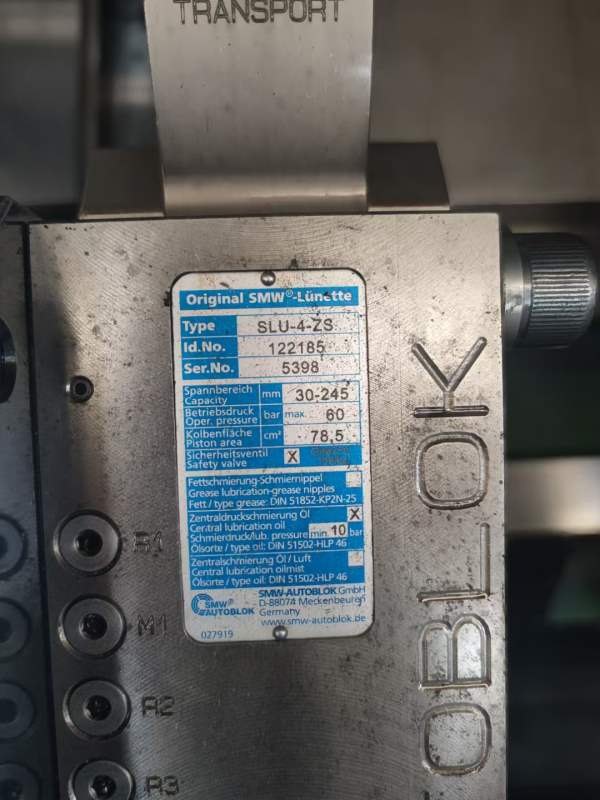 TRANSPORT
Original SMW®-Lünette
Type SLU-4-ZS
Id.No. 122185
Ser.No. 5398
Spannbereich
Capacity mm 30-245
Betriebsdruck
Oper. pressure bar max. 60
Kolbenfläche
Piston area cm² 78,5
Sicherheitsventil
Safety valve X
Fettschmierung-Schmiernippel
Grease lubrication-grease nipples
Fett / type grease: DIN 51852-KP2N-25
Zentraldruckschmierung Öl X
Central lubrication oil
Schmierdruck/lub. pressure min. 10 bar
Ölsorte / type oil: DIN 51502-HLP 46
Zentralschmierung Öl / Luft
Central lubrication oilmist
Ölsorte / type oil: DIN 51502-HLP 46
SMW AUTOBLOK
SMW-AUTOBLOK GmbH
D-88074 Meckenbeuren
Germany
www.smw-autoblok.de
027919
M1
R2
R3
OBLOK